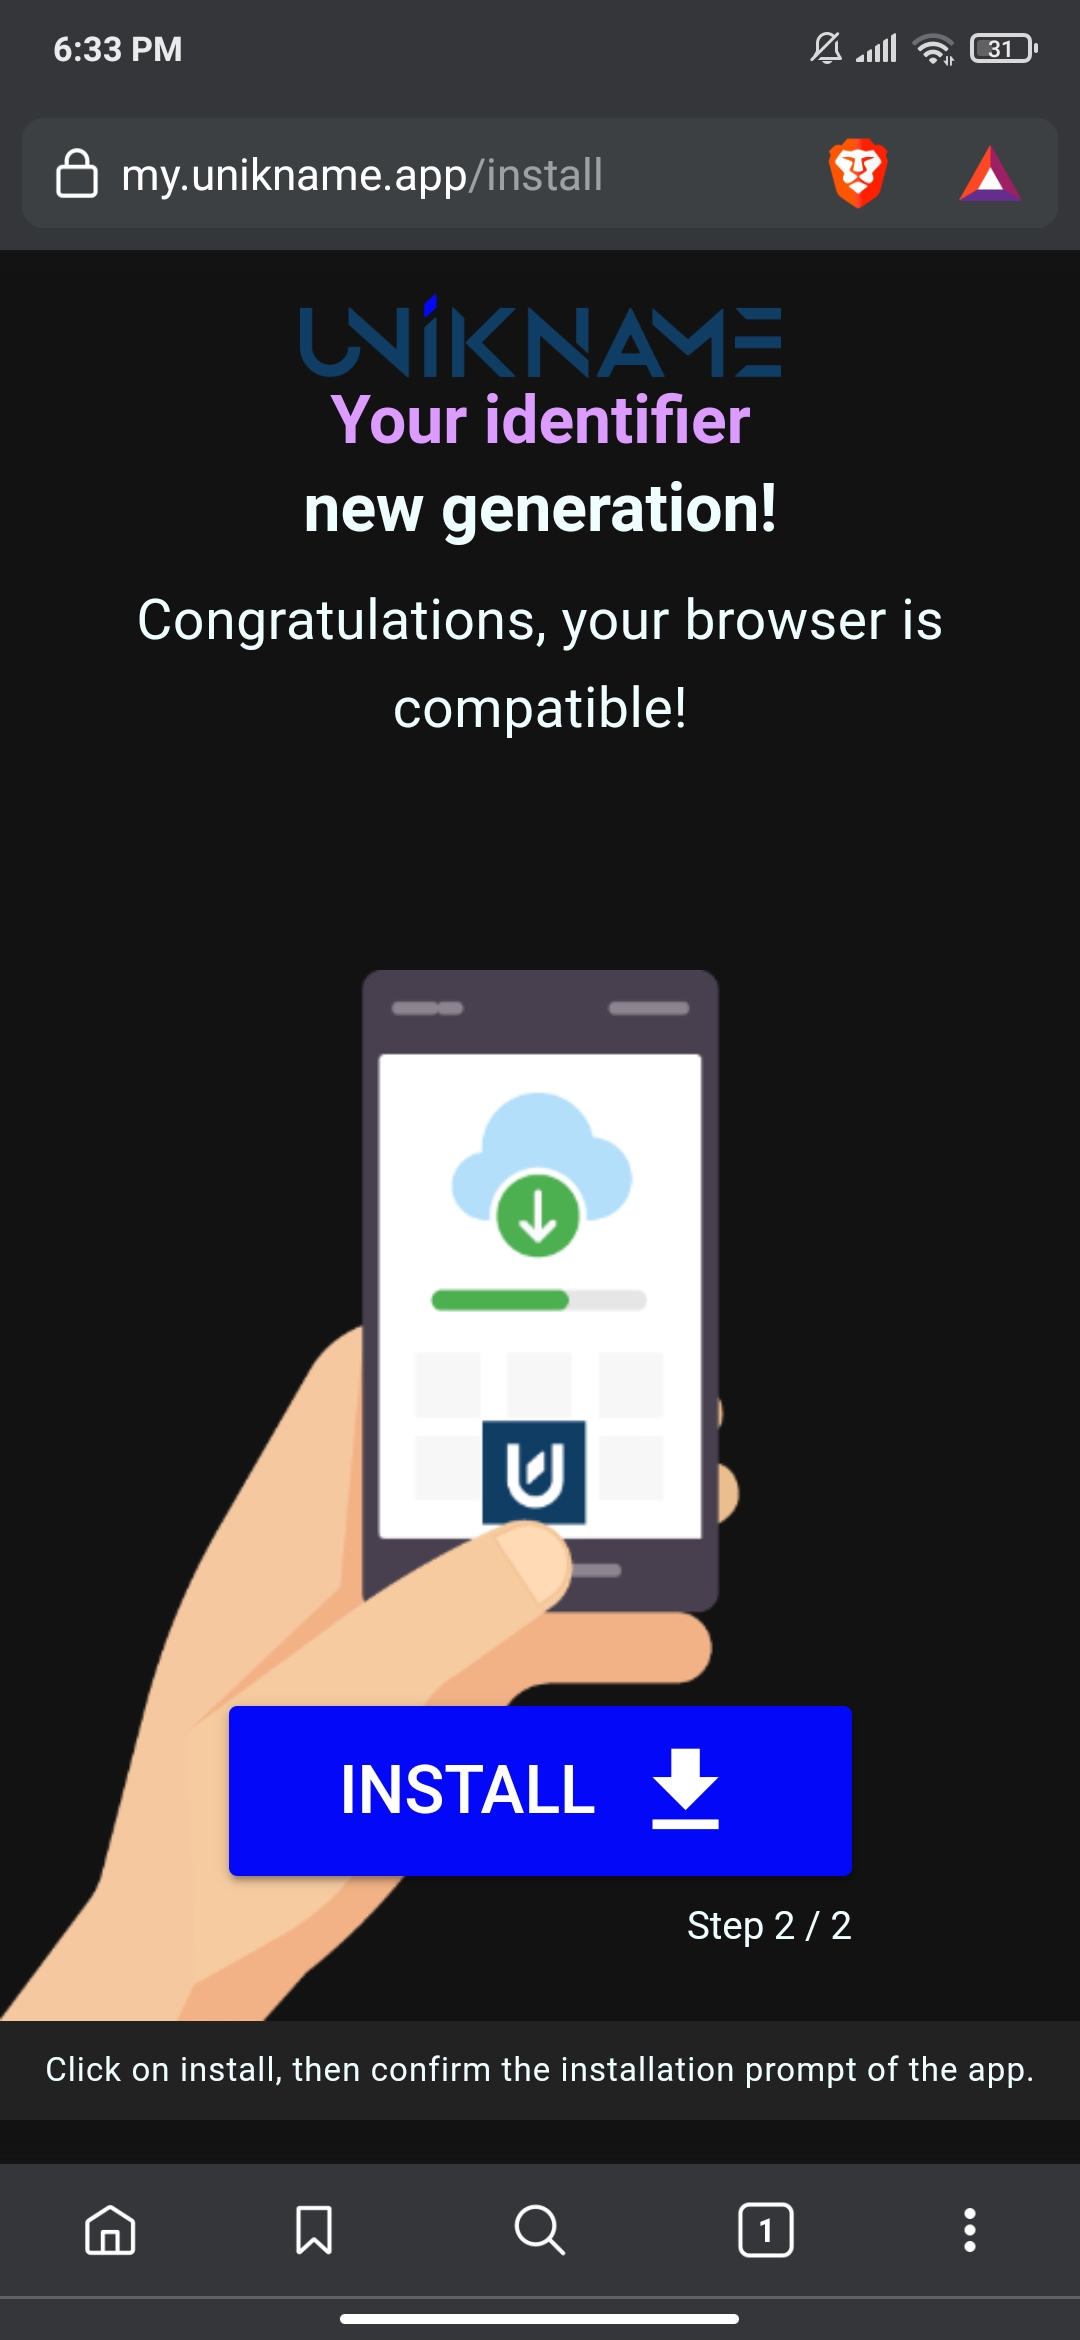 6:33 PM
31
my.unikname.app/install
UNIKNAME
Your identifier
new generation!
Congratulations, your browser is
compatible!
U
INSTALL
Step 2 / 2
Click on install, then confirm the installation prompt of the app.
1